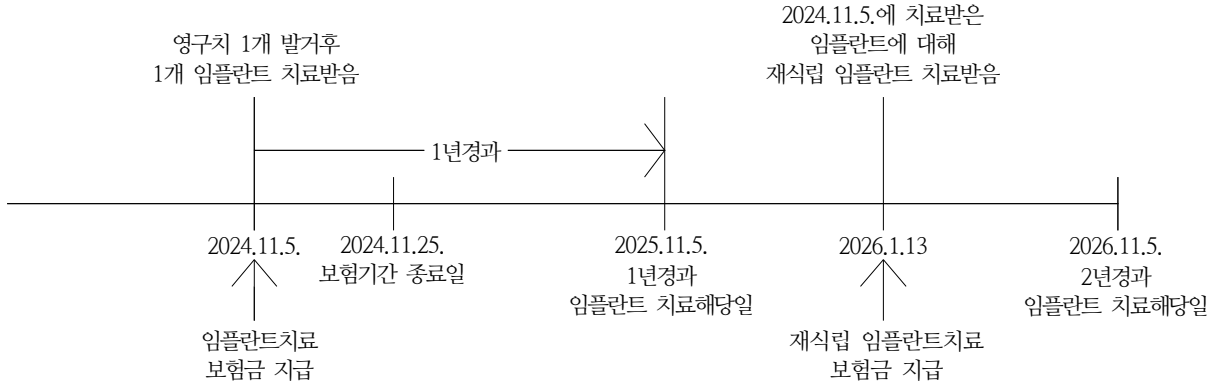 영구치 1개 발거후
1개 임플란트 치료받음
2024.11.5.에 치료받은
임플란트에 대해
재식립 임플란트 치료받음
1년경과
2024.11.5.
2024.11.25.
보험기간 종료일
2025.11.5.
1년경과
임플란트 치료해당일
2026.1.13
2026.11.5.
2년경과
임플란트 치료해당일
임플란트치료
보험금 지급
재식립 임플란트치료
보험금 지급